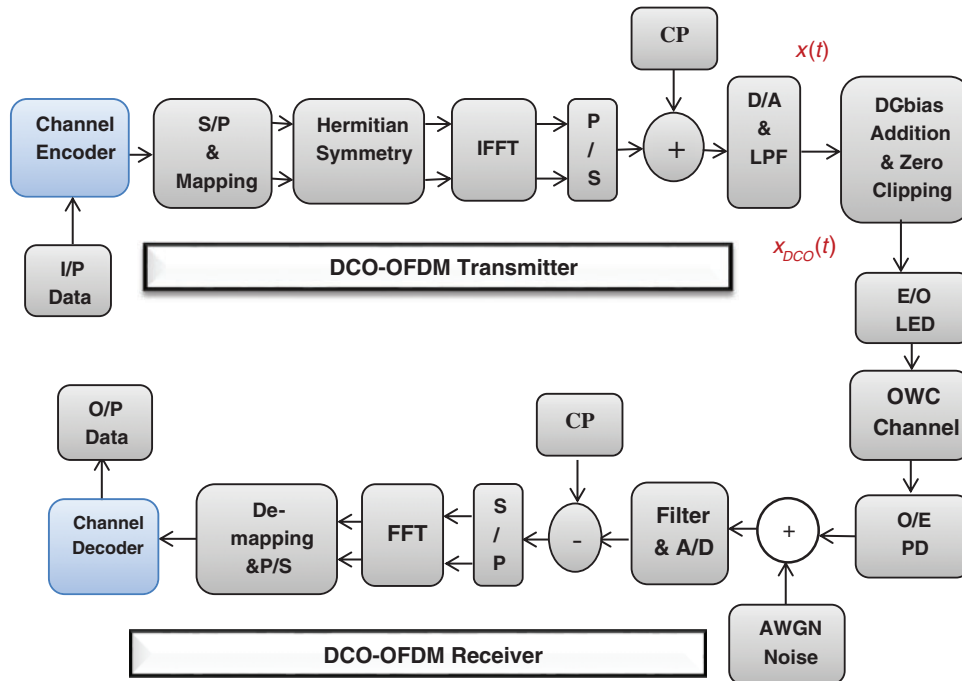 CP
x(t)
Channel
Encoder
S/P
&
Mapping
Hermitian
Symmetry
IFFT
P
/
S
+
D/A
&
LPF
DGbias
Addition
& Zero
Clipping
I/P
Data
DCO-OFDM Transmitter
xDCO(t)
E/O
LED
OWC
Channel
O/P
Data
CP
Channel
Decoder
De-
mapping
&P/S
FFT
S
/
P
-
Filter
& A/D
+
O/E
PD
AWGN
Noise
DCO-OFDM Receiver